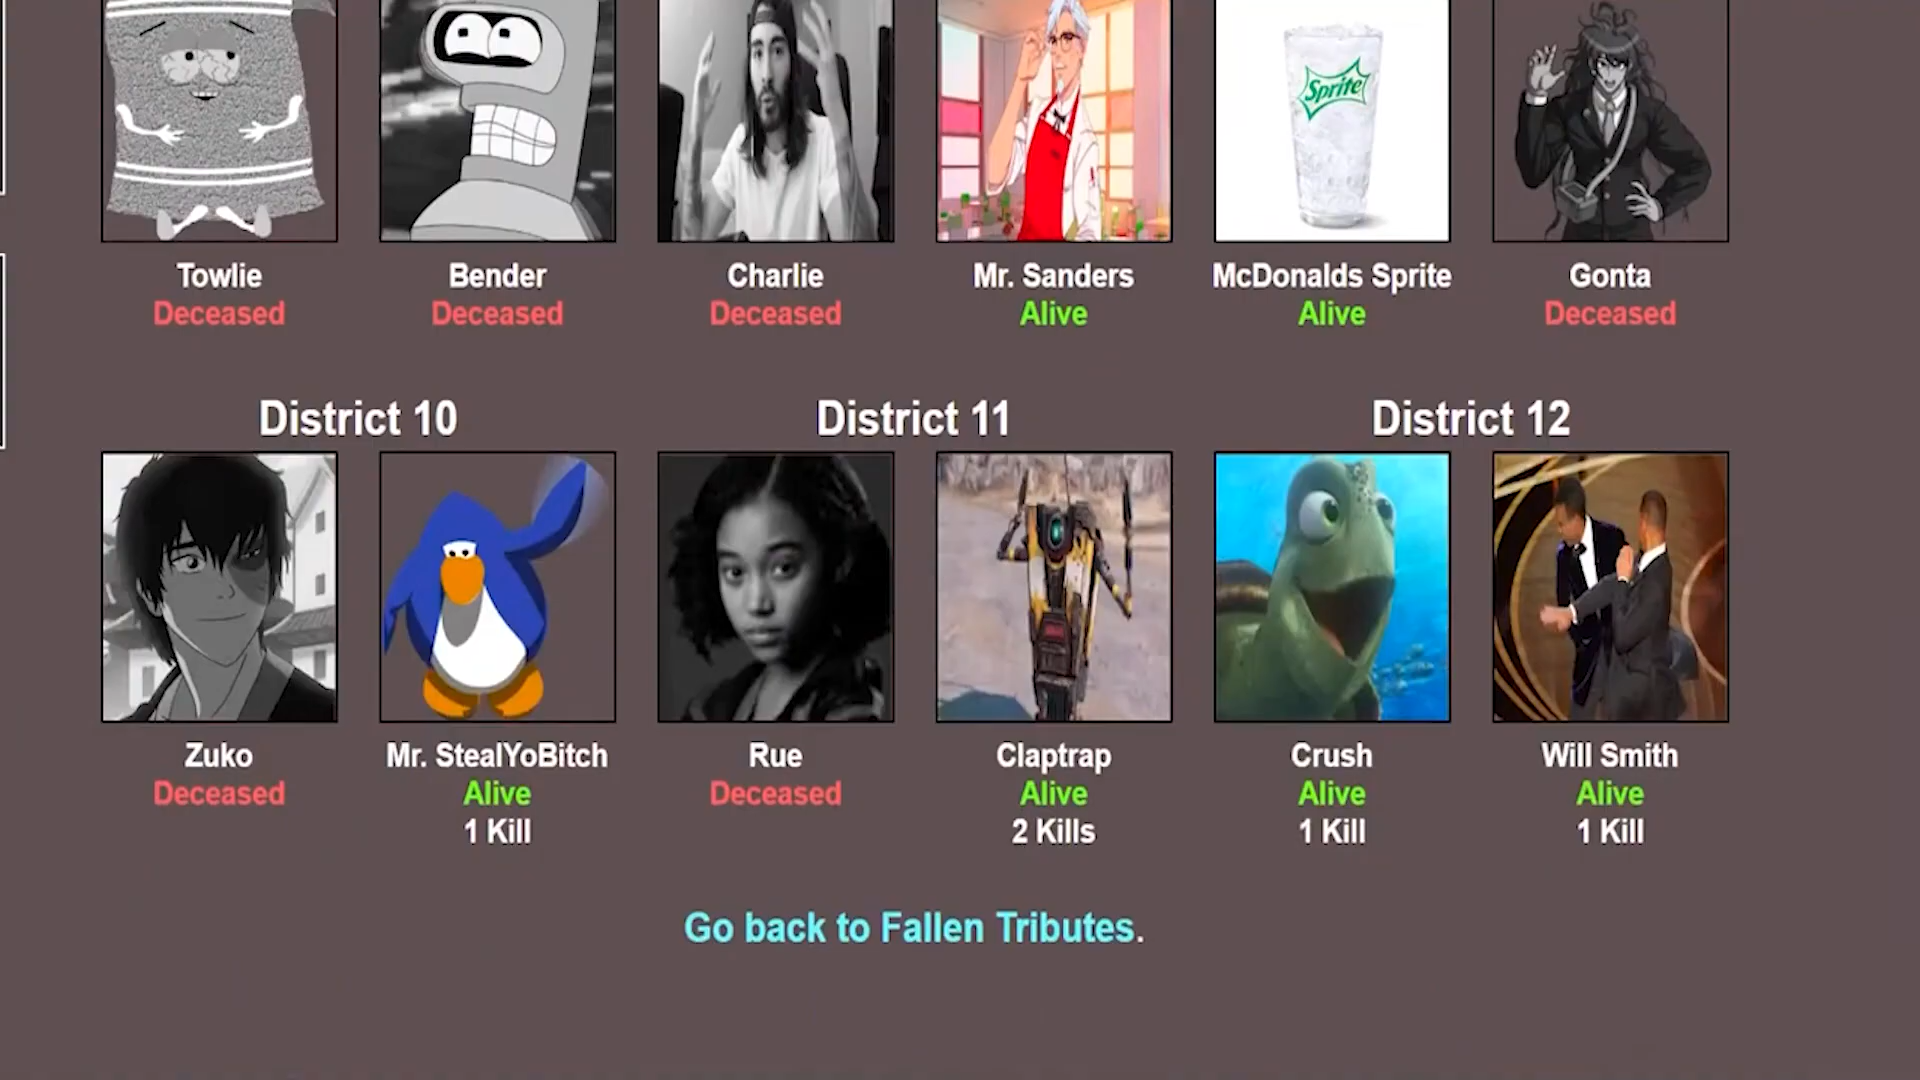 Sprite
Towlie
Deceased
Bender
Deceased
Charlie
Deceased
Mr. Sanders
Alive
McDonalds Sprite
Alive
Gonta
Deceased
District 10
District 11
District 12
Zuko
Deceased
Mr. StealYoBitch
Alive
1 Kill
Rue
Deceased
Claptrap
Alive
2 Kills
Crush
Alive
1 Kill
Will Smith
Alive
1 Kill
Go back to Fallen Tributes.